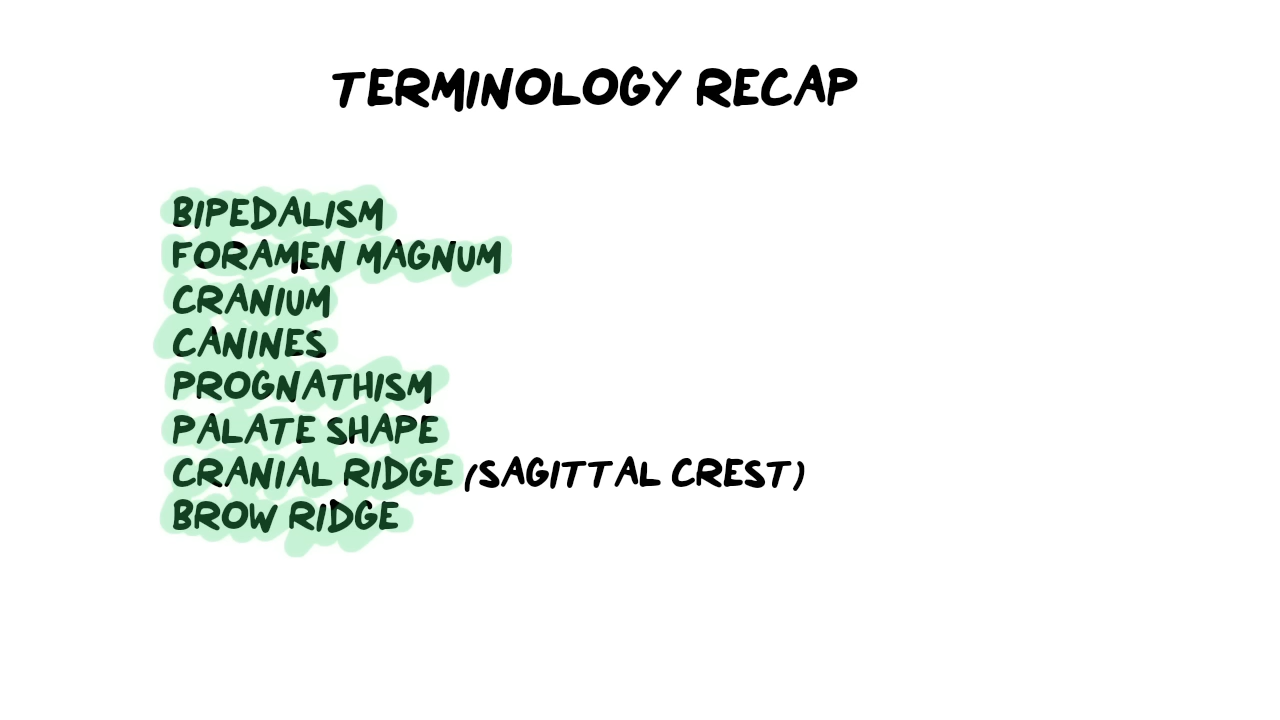 TERMINOLOGY RECAP
BIPEDALISM
FORAMEN MAGNUM
CRANIUM
CANINES
PROGNATHISM
PALATE SHAPE
CRANIAL RIDGE (SAGITTAL CREST)
BROW RIDGE